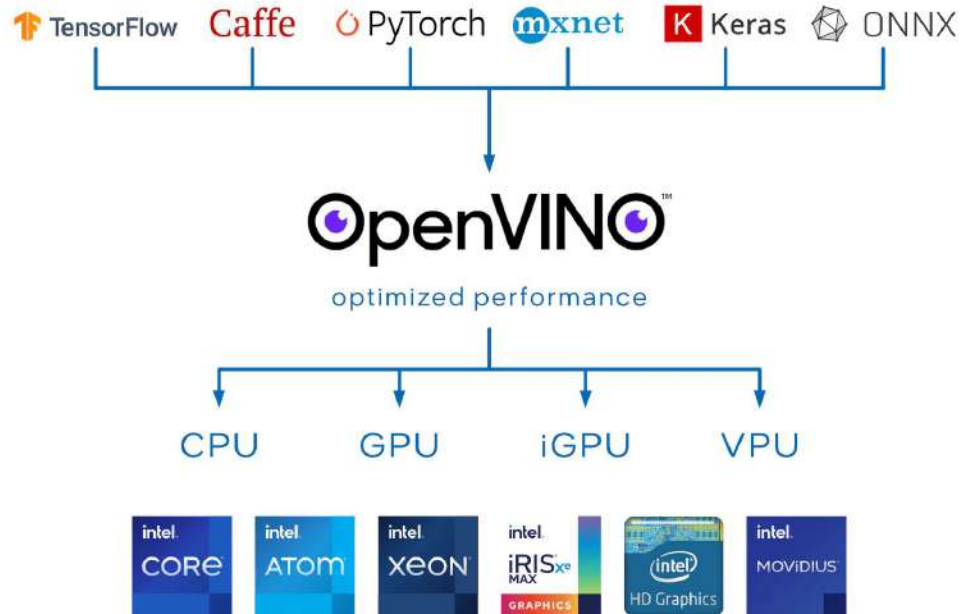 TensorFlow Caffe PyTorch mxnet K Keras ONNX
OpenVINO™
optimized performance
CPU GPU iGPU VPU
intel. CORE
intel. ATOM
intel. XEON
intel. iRIS Xe MAX GRAPHICS
intel HD Graphics
intel. MOVIDIUS